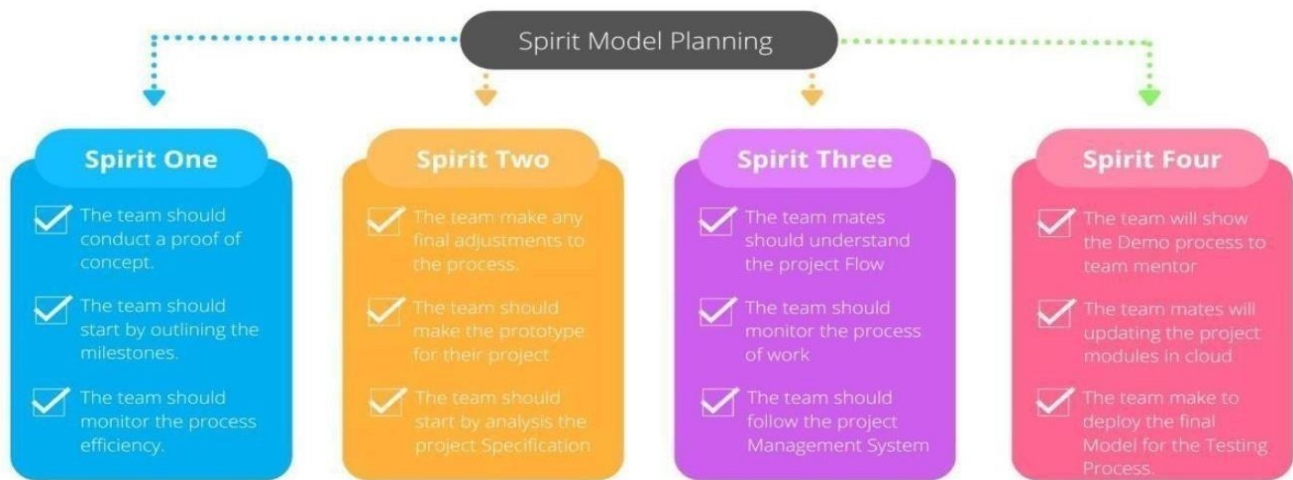 Spirit Model Planning
Spirit One
The team should
conduct a proof of
concept.
The team should
start by outlining the
milestones.
The team should
monitor the process
efficiency.
Spirit Two
The team make any
final adjustments to
the process.
The team should
make the prototype
for their project
The team should
start by analysis the
project Specification
Spirit Three
The team mates
should understand
the project Flow
The team should
monitor the process
of work
The team should
follow the project
Management System
Spirit Four
The team will show
the Demo process to
team mentor
The team mates will
updating the project
modules in cloud
The team make to
deploy the final
Model for the Testing
Process.